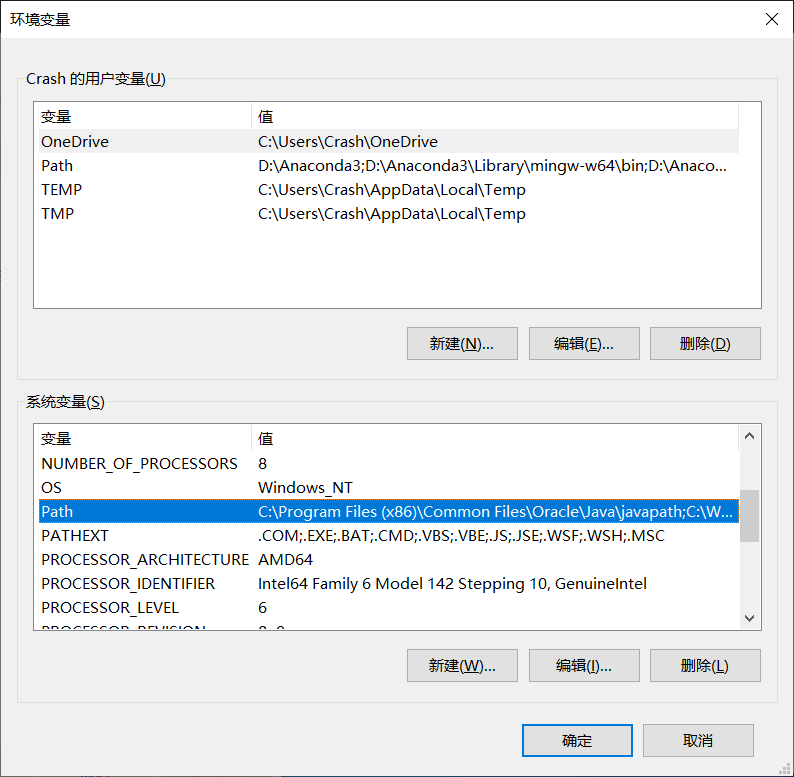 环境变量
Crash 的用户变量(U)
变量 值
OneDrive C:\Users\Crash\OneDrive
Path D:\Anaconda3;D:\Anaconda3\Library\mingw-w64\bin;D:\Anaco...
TEMP C:\Users\Crash\AppData\Local\Temp
TMP C:\Users\Crash\AppData\Local\Temp
新建(N)... 编辑(E)... 删除(D)
系统变量(S)
变量 值
NUMBER_OF_PROCESSORS 8
OS Windows_NT
Path C:\Program Files (x86)\Common Files\Oracle\Java\javapath;C:\W...
PATHEXT .COM;.EXE;.BAT;.CMD;.VBS;.VBE;.JS;.JSE;.WSF;.WSH;.MSC
PROCESSOR_ARCHITECTURE AMD64
PROCESSOR_IDENTIFIER Intel64 Family 6 Model 142 Stepping 10, GenuineIntel
PROCESSOR_LEVEL 6
PROCESSOR_REVISION
新建(W)... 编辑(I)... 删除(L)
确定 取消